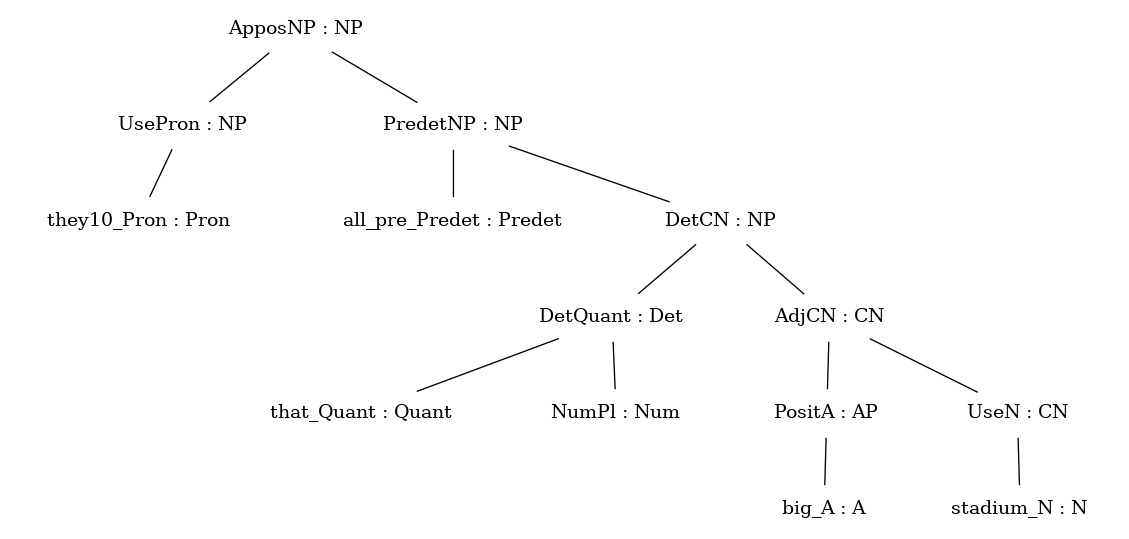 ApposNP : NP
UsePron : NP PredetNP : NP
they10_Pron : Pron all_pre_Predet : Predet DetCN : NP
DetQuant : Det AdjCN : CN
that_Quant : Quant NumPl : Num PositA : AP UseN : CN
big_A : A stadium_N : N